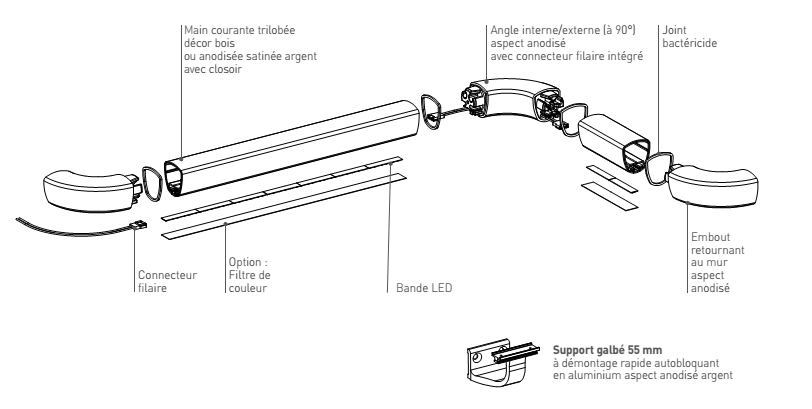 Main courante trilobée
décor bois
ou anodisée satinée argent
avec closoir
Angle interne/externe (à 90°)
aspect anodisé
avec connecteur filaire intégré
Joint
bactéricide
Connecteur
filaire
Option :
Filtre de
couleur
Bande LED
Embout
retournant
au mur
aspect
anodisé
Support galbé 55 mm
à démontage rapide autobloquant
en aluminium aspect anodisé argent